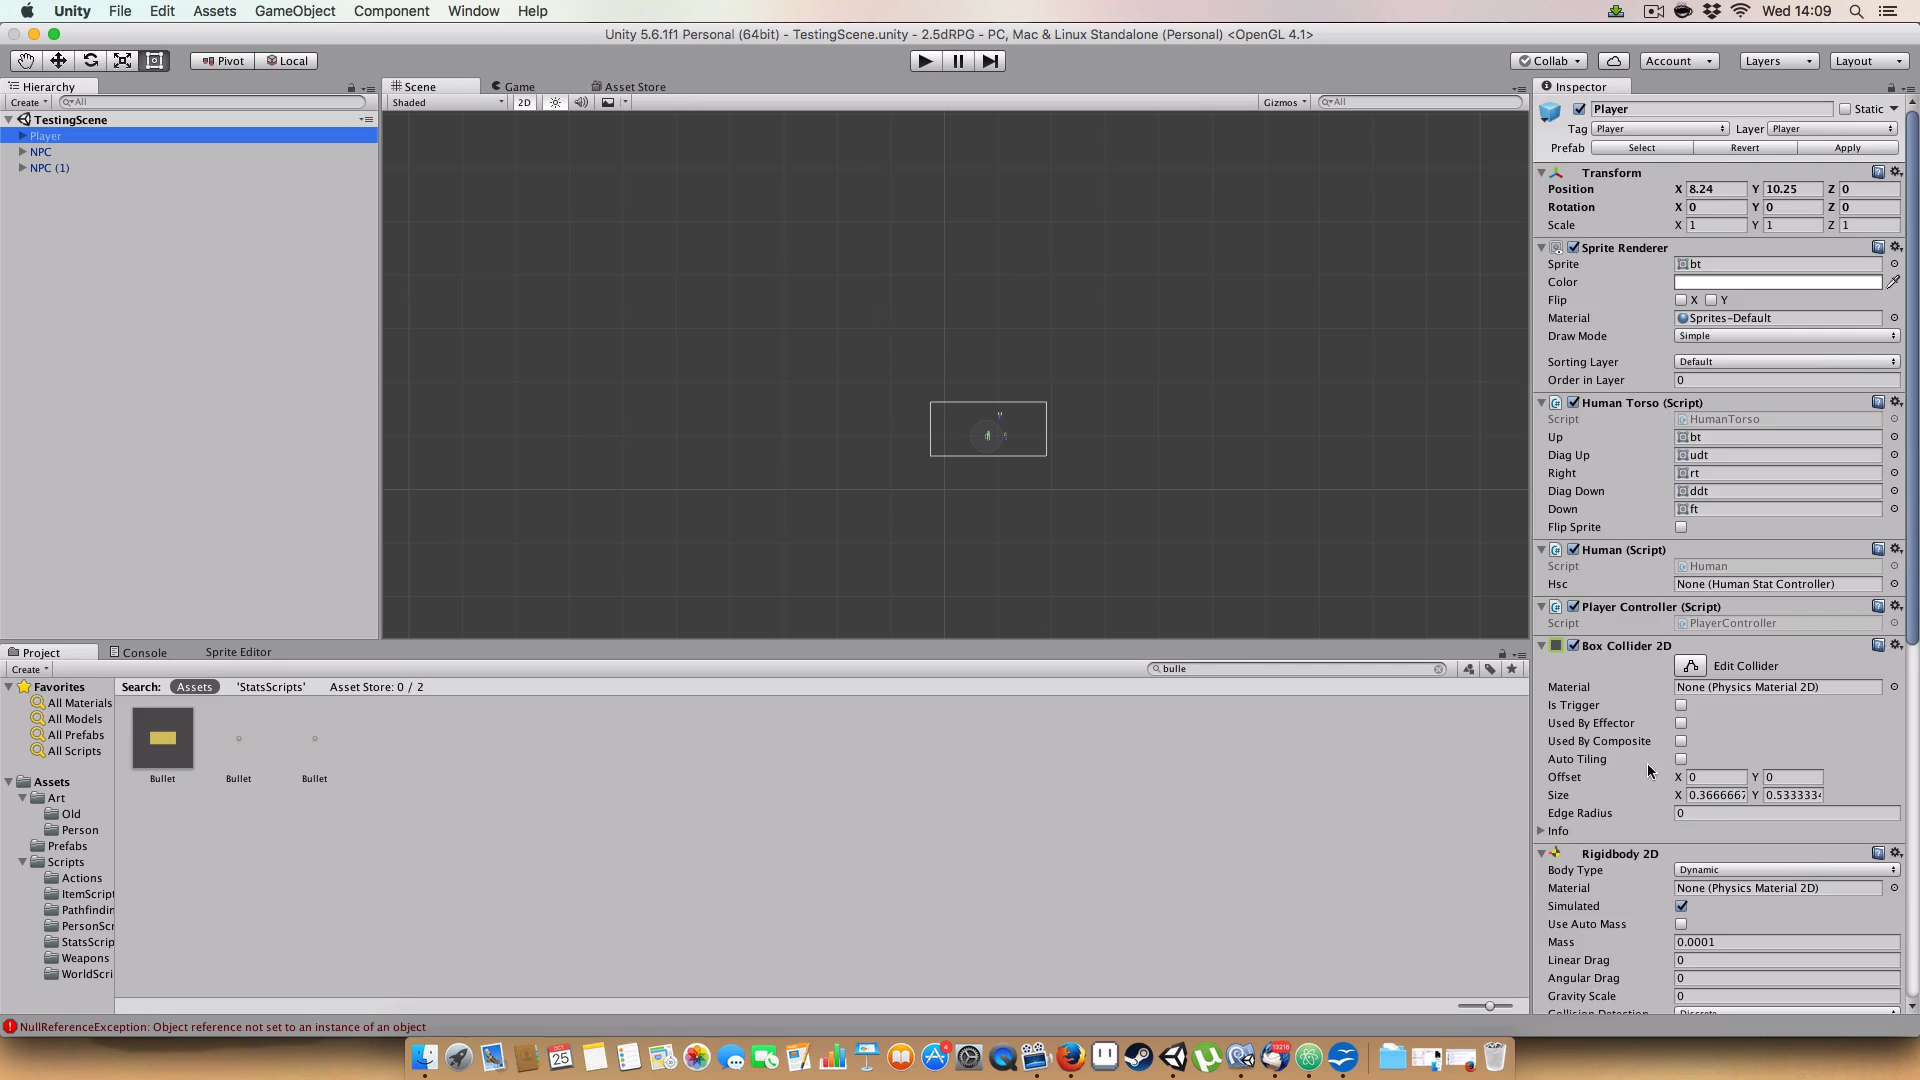 Unity File Edit Assets GameObject Component Window Help Wed 14:09
Unity 5.6.1f1 Personal (64bit) - TestingScene.unity - 2.5dRPG - PC, Mac & Linux Standalone (Personal) <OpenGL 4.1>
Pivot Local Collab Account Layers Layout
Hierarchy
Create All
TestingScene
Player
NPC
NPC (1)
Scene Game Asset Store
Shaded 2D Gizmos All
Inspector
Player Static
Tag Player Layer Player
Prefab Select Revert Apply
Transform
Position X 8.24 Y 10.25 Z 0
Rotation X 0 Y 0 Z 0
Scale X 1 Y 1 Z 1
Sprite Renderer
Sprite bt
Color
Flip X Y
Material Sprites-Default
Draw Mode Simple
Sorting Layer Default
Order in Layer 0
Human Torso (Script)
Script HumanTorso
Up bt
Diag Up udt
Right rt
Diag Down ddt
Down ft
Flip Sprite
Human (Script)
Script Human
Hsc None (Human Stat Controller)
Player Controller (Script)
Script PlayerController
Box Collider 2D
Edit Collider
Material None (Physics Material 2D)
Is Trigger
Used By Effector
Used By Composite
Auto Tiling
Offset X 0 Y 0
Size X 0.3666667 Y 0.5333334
Edge Radius 0
Info
Rigidbody 2D
Body Type Dynamic
Material None (Physics Material 2D)
Simulated
Use Auto Mass
Mass 0.0001
Linear Drag 0
Angular Drag 0
Gravity Scale 0
Collision Detection Discrete
Project Console Sprite Editor
Create bulle
Favorites
All Materials
All Models
All Prefabs
All Scripts
Assets
Art
Old
Person
Prefabs
Scripts
Actions
ItemScript
Pathfindin
PersonScr
StatsScrip
Weapons
WorldScri
Search: Assets 'StatsScripts' Asset Store: 0 / 2
Bullet Bullet Bullet
NullReferenceException: Object reference not set to an instance of an object
OCT
25
4
13216